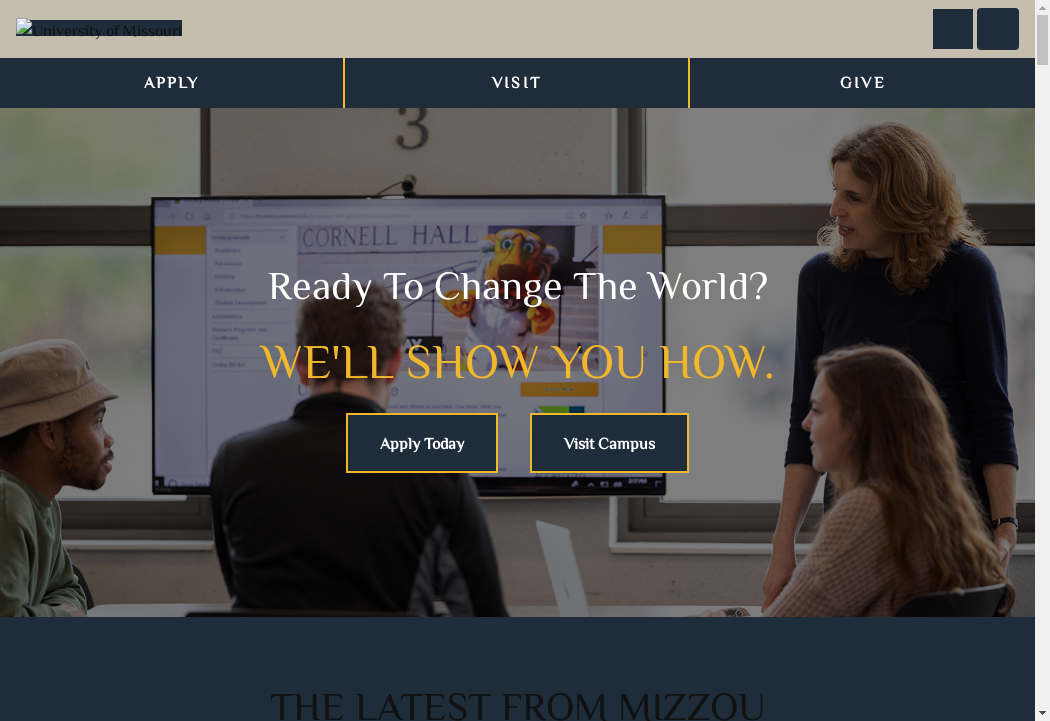 University of Missouri
APPLY
VISIT
GIVE
3
CORNELL HALL
Ready To Change The World?
WE'LL SHOW YOU HOW.
Apply Today
Visit Campus
THE LATEST FROM MIZZOU